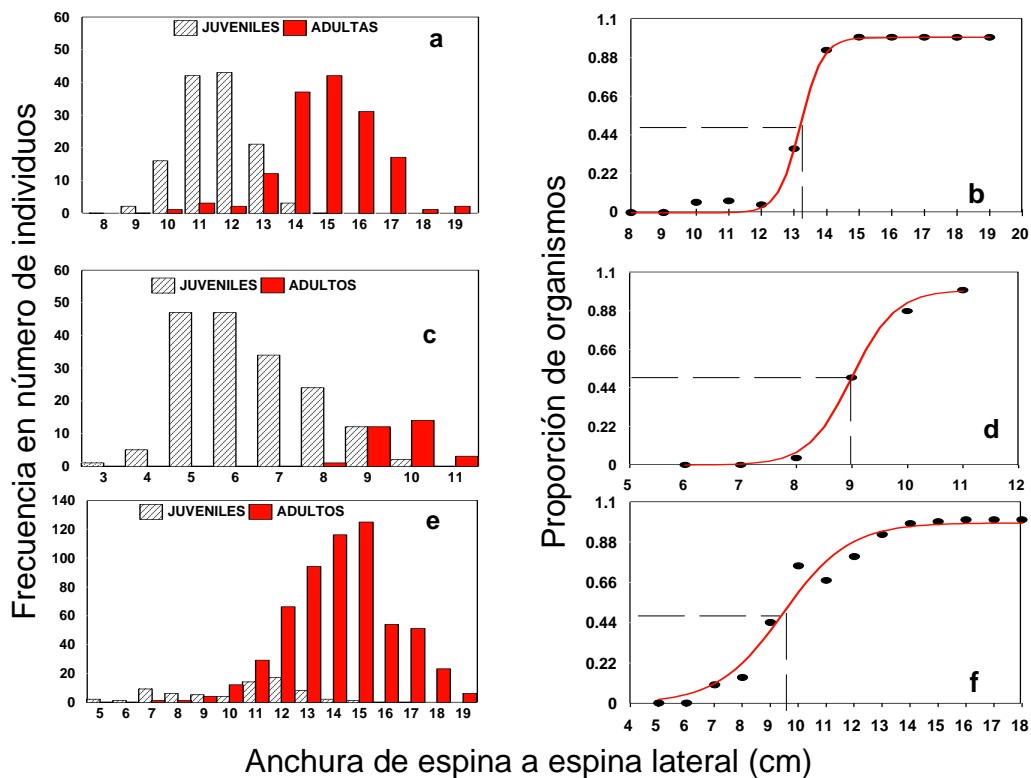 Frecuencia en número de individuos
60
50
40
30
20
10
0
JUVENILES ADULTAS
a
8 9 10 11 12 13 14 15 16 17 18 19
Proporción de organismos
1.1
0.88
0.66
0.44
0.22
0
b
8 9 10 11 12 13 14 15 16 17 18 19 20
60
50
40
30
20
10
0
JUVENILES ADULTOS
c
3 4 5 6 7 8 9 10 11
1.1
0.88
0.66
0.44
0.22
0
d
5 6 7 8 9 10 11 12
140
120
100
80
60
40
20
0
JUVENILES ADULTOS
e
5 6 7 8 9 10 11 12 13 14 15 16 17 18 19
1.1
0.88
0.66
0.44
0.22
0
f
4 5 6 7 8 9 10 11 12 13 14 15 16 17 18
Anchura de espina a espina lateral (cm)